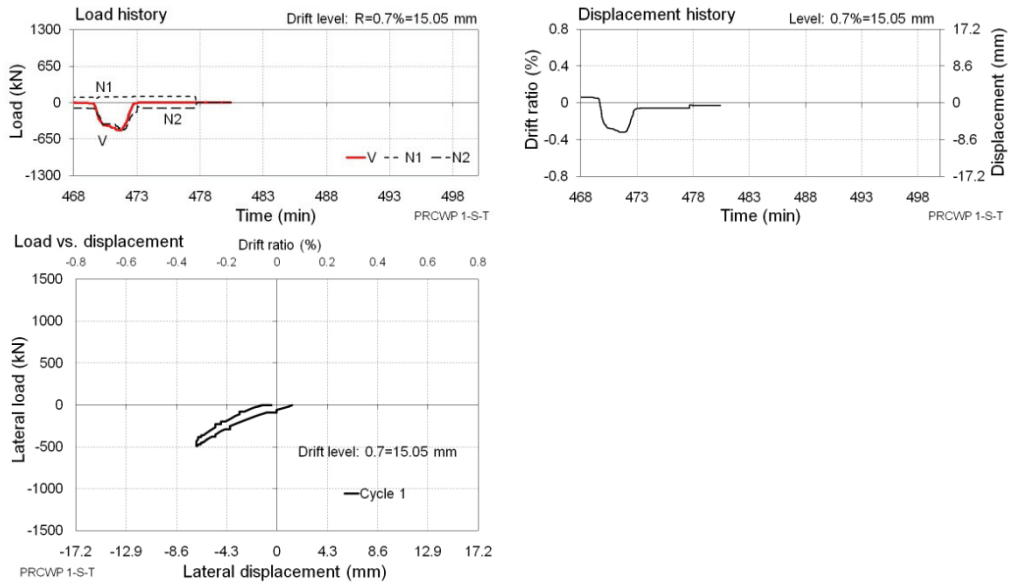 Load history
Drift level: R=0.7%=15.05 mm
1300
650
0
-650
-1300
Load (kN)
N1
N2
V
V N1 N2
468 473 478 483 488 493 498
Time (min)
PRCWP 1-S-T
Displacement history
Level: 0.7%=15.05 mm
0.8
0.4
0
-0.4
-0.8
Drift ratio (%)
17.2
8.6
0
-8.6
-17.2
Displacement (mm)
468 473 478 483 488 493 498
Time (min)
PRCWP 1-S-T
Load vs. displacement
Drift ratio (%)
-0.8 -0.6 -0.4 -0.2 0 0.2 0.4 0.6 0.8
1500
1000
500
0
-500
-1000
-1500
Lateral load (kN)
Drift level: 0.7=15.05 mm
Cycle 1
-17.2 -12.9 -8.6 -4.3 0 4.3 8.6 12.9 17.2
PRCWP 1-S-T
Lateral displacement (mm)